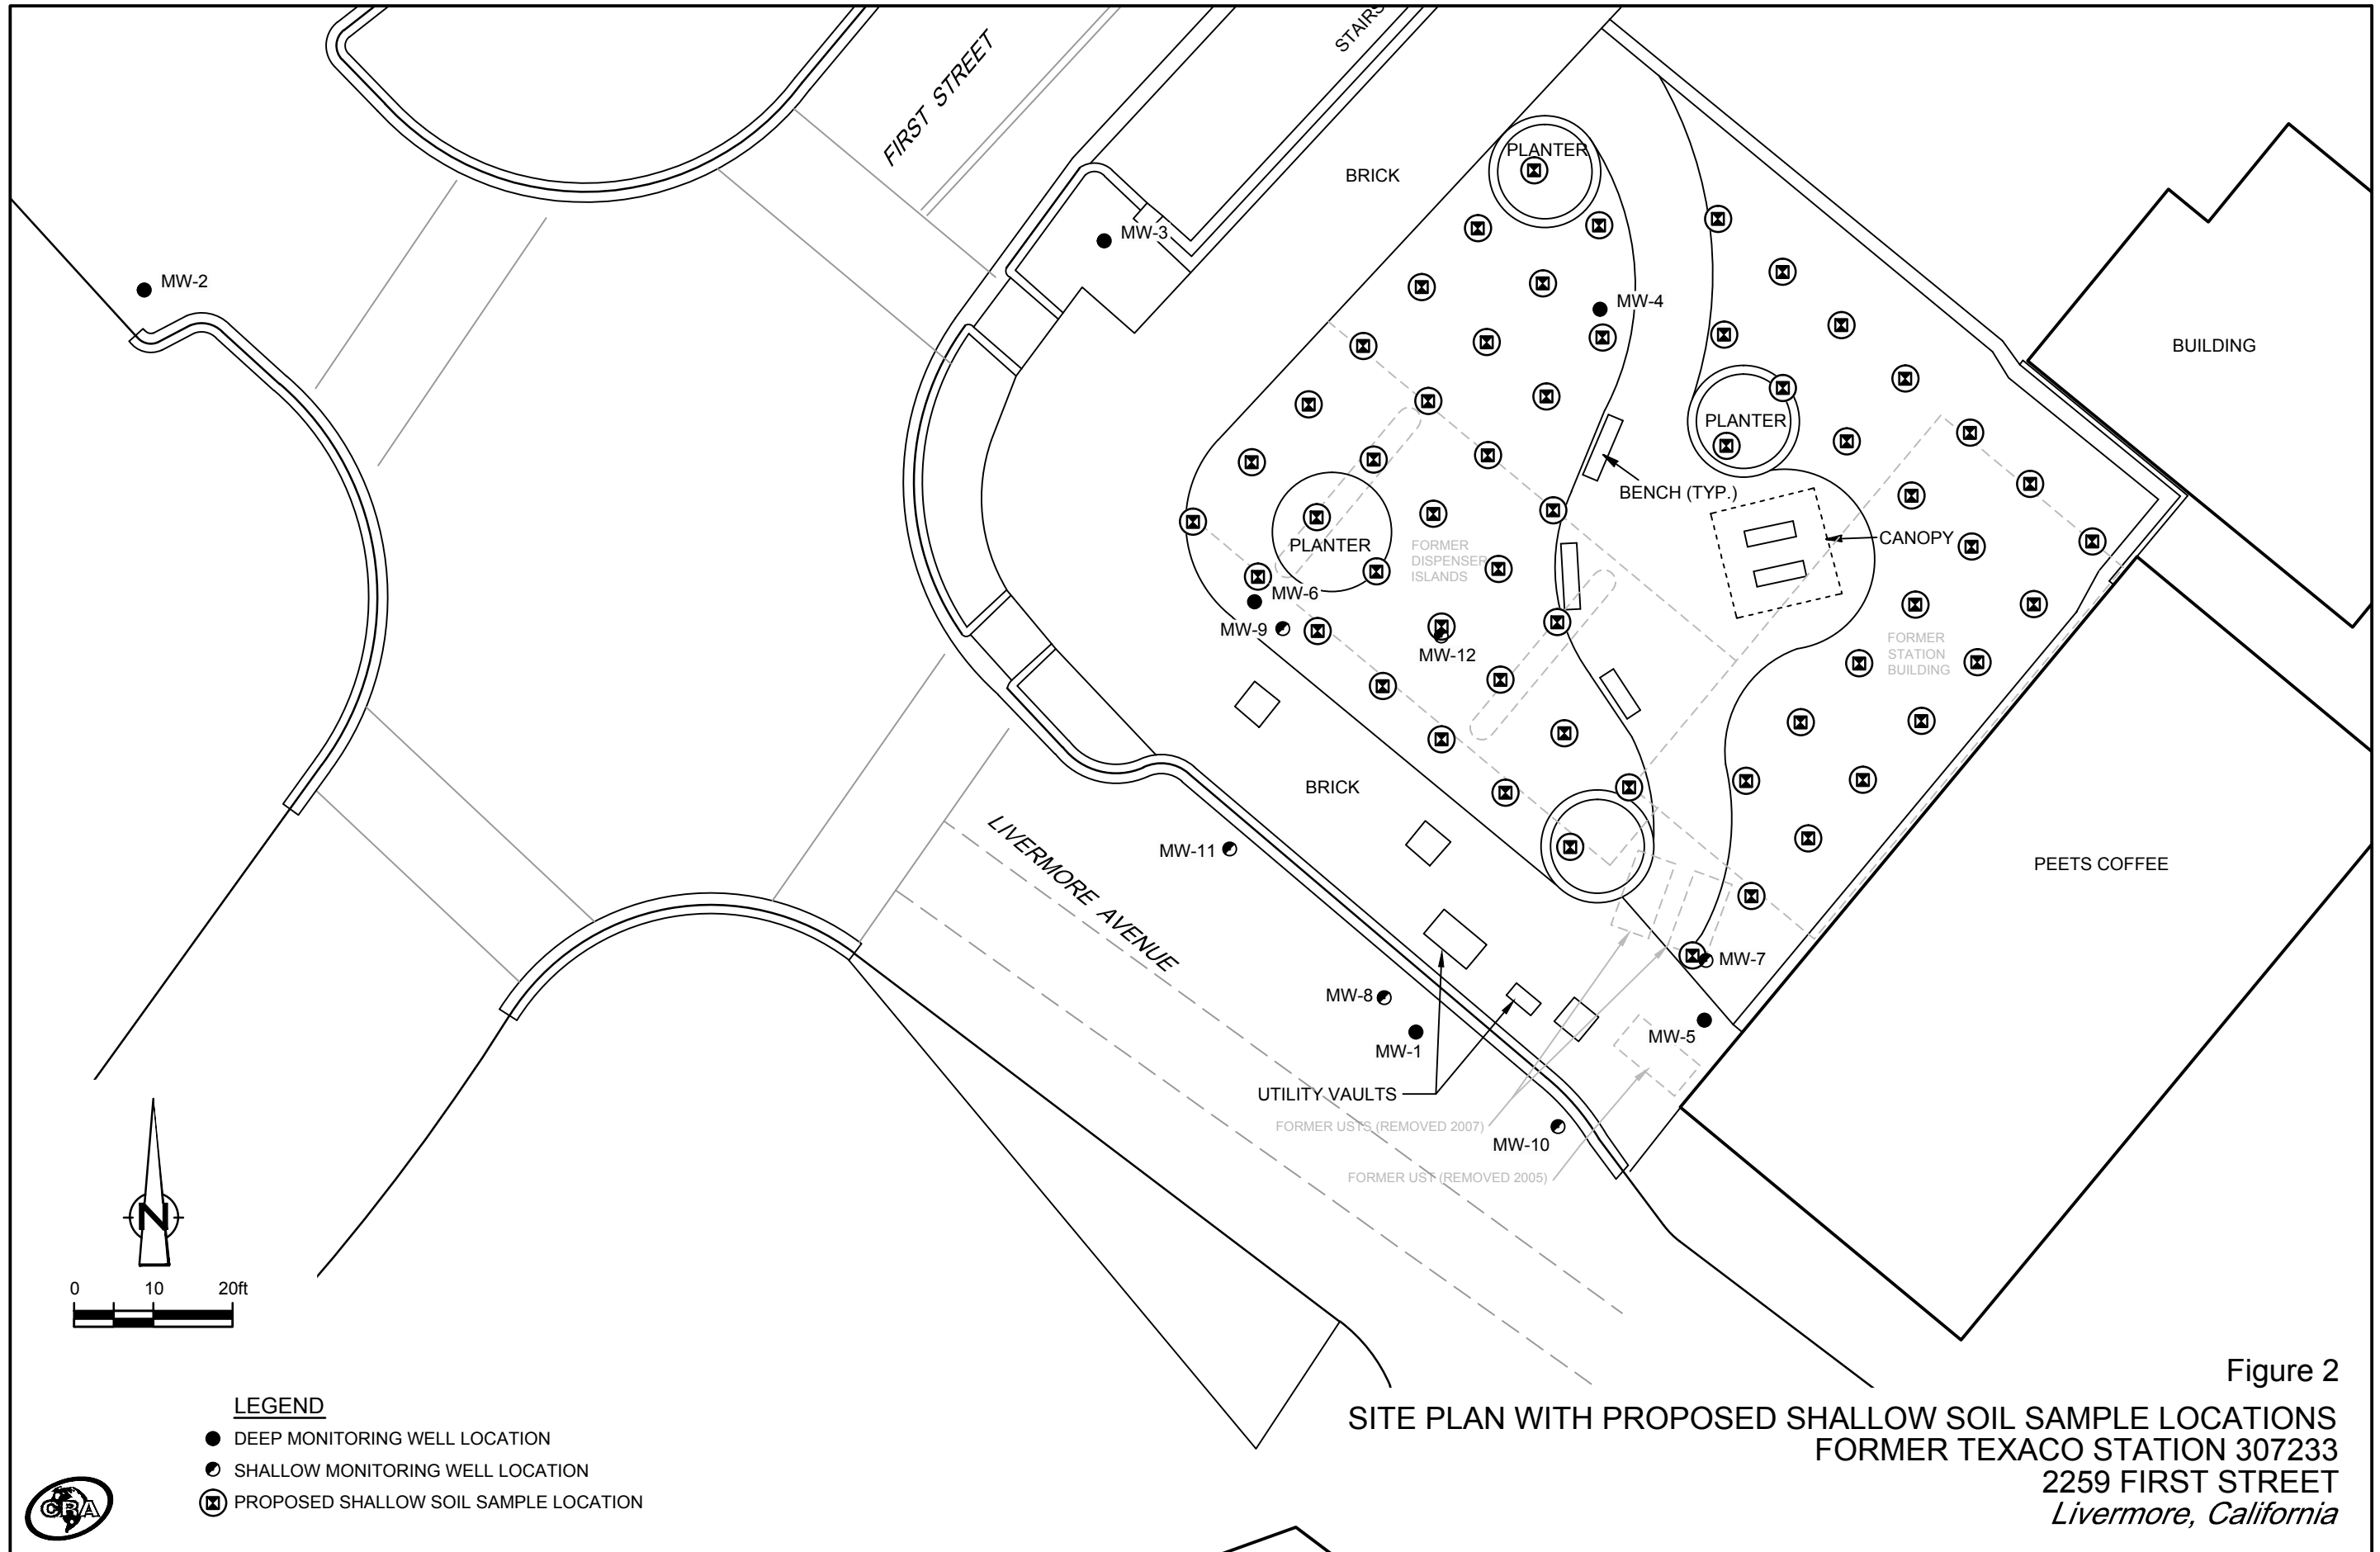 STAIRS
FIRST STREET
PLANTER
BRICK
MW-3
MW-2
MW-4
BUILDING
PLANTER
BENCH (TYP.)
CANOPY
PLANTER
FORMER
DISPENSER
ISLANDS
MW-6
MW-9
MW-12
FORMER
STATION
BUILDING
BRICK
LIVERMORE AVENUE
MW-11
PEETS COFFEE
MW-7
MW-8
MW-1
MW-5
UTILITY VAULTS
FORMER USTS (REMOVED 2007)
MW-10
FORMER UST (REMOVED 2005)
N
0 10 20ft
LEGEND
DEEP MONITORING WELL LOCATION
SHALLOW MONITORING WELL LOCATION
PROPOSED SHALLOW SOIL SAMPLE LOCATION
CRA
Figure 2
SITE PLAN WITH PROPOSED SHALLOW SOIL SAMPLE LOCATIONS
FORMER TEXACO STATION 307233
2259 FIRST STREET
Livermore, California